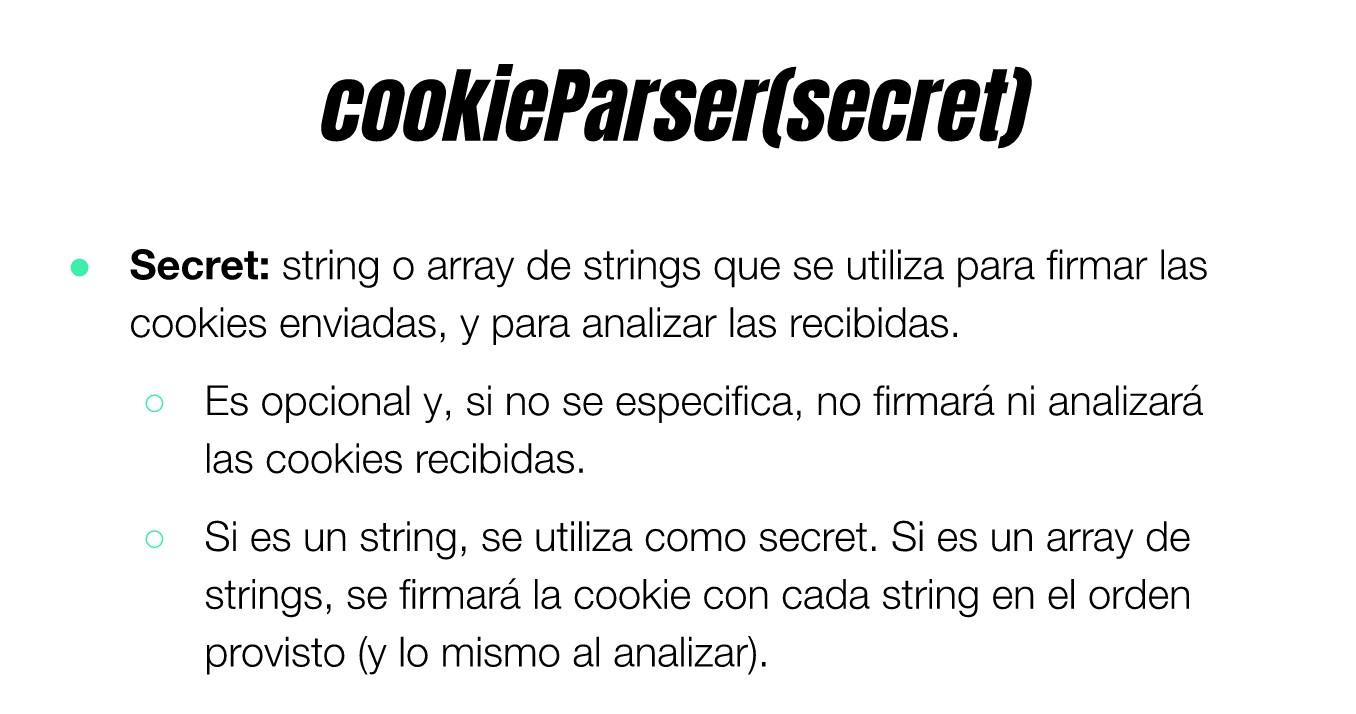 cookieParser(secret)
● Secret: string o array de strings que se utiliza para firmar las
cookies enviadas, y para analizar las recibidas.
○ Es opcional y, si no se especifica, no firmará ni analizará
las cookies recibidas.
○ Si es un string, se utiliza como secret. Si es un array de
strings, se firmará la cookie con cada string en el orden
provisto (y lo mismo al analizar).